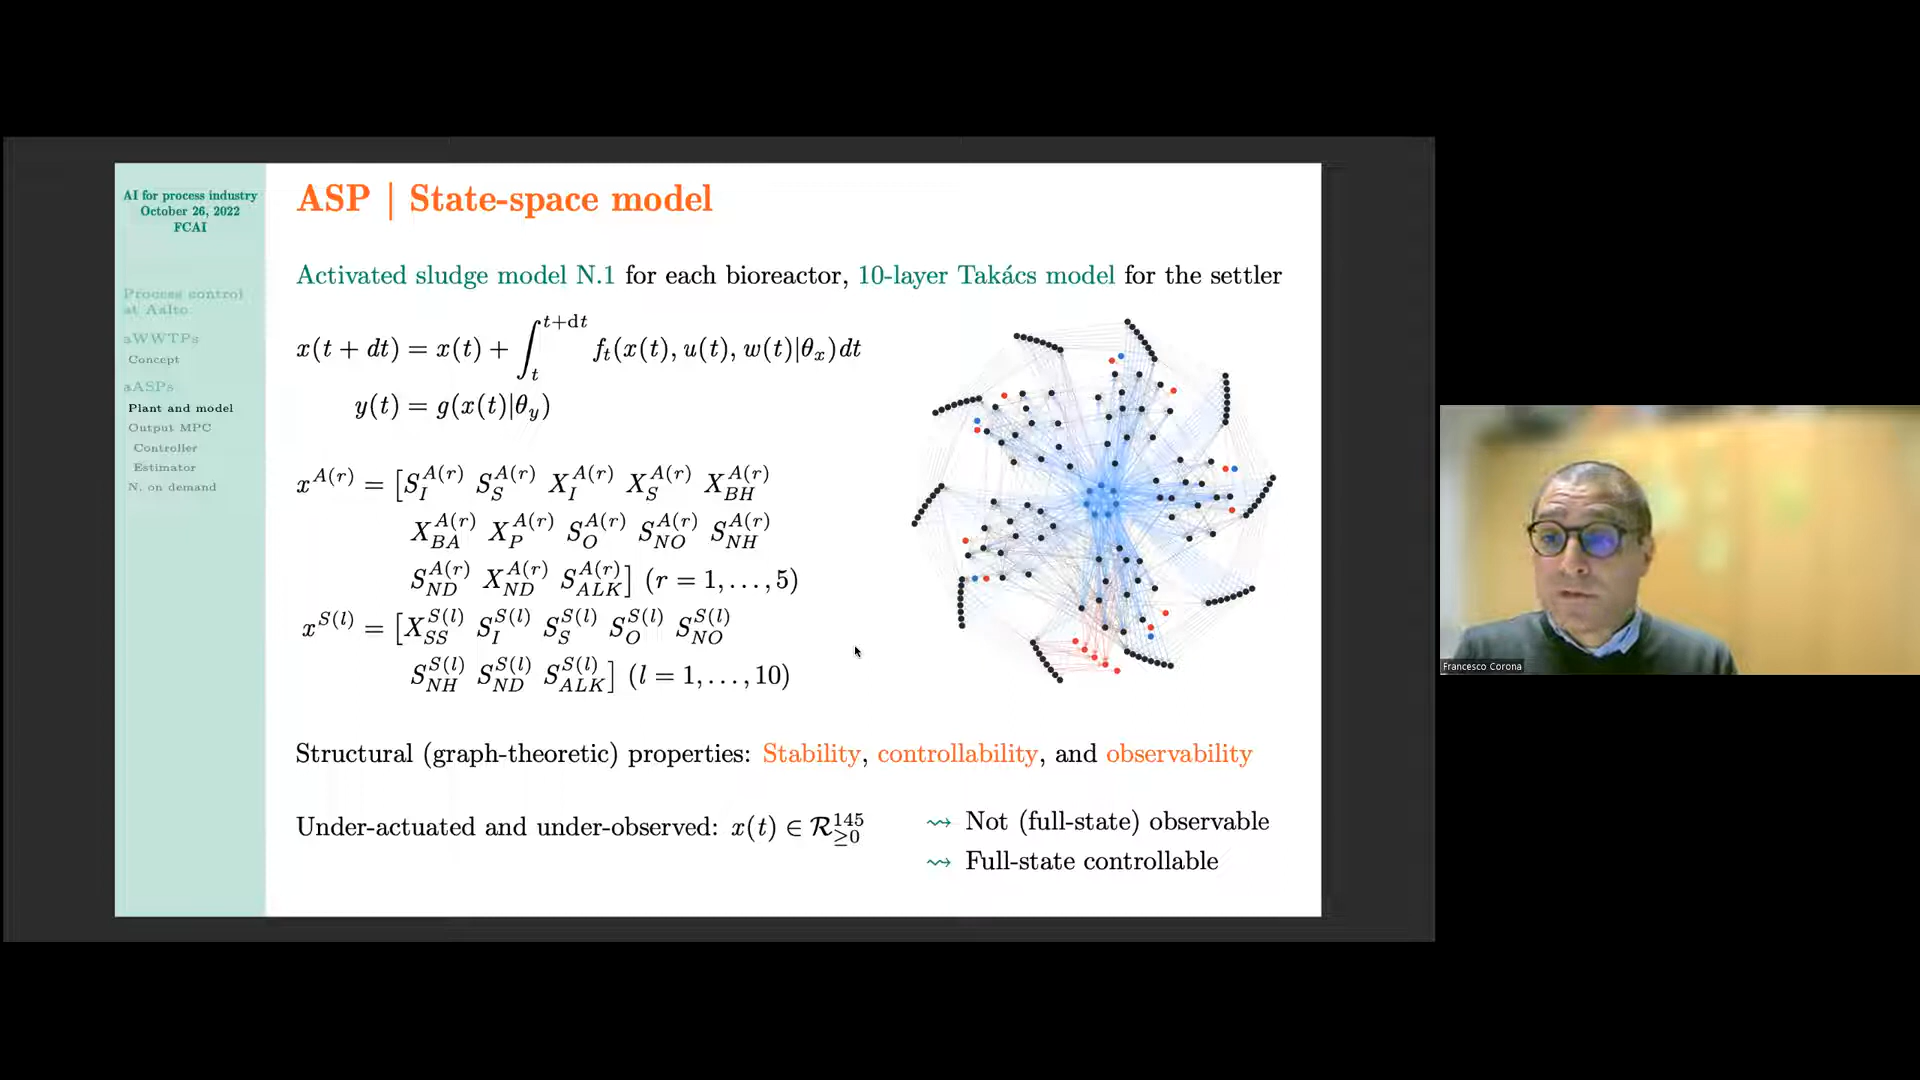 AI for process industry
October 26, 2022
FCAI
Process control
at Aalto
aWWTPs
Concept
aASPs
Plant and model
Output MPC
Controller
Estimator
N. on demand
ASP | State-space model
Activated sludge model N.1 for each bioreactor, 10-layer Takács model for the settler
x(t + dt) = x(t) + ∫_t^{t+dt} f_t(x(t), u(t), w(t)|θ_x)dt
y(t) = g(x(t)|θ_y)
x^{A(r)} = [S_I^{A(r)} S_S^{A(r)} X_I^{A(r)} X_S^{A(r)} X_{BH}^{A(r)}
X_{BA}^{A(r)} X_P^{A(r)} S_O^{A(r)} S_{NO}^{A(r)} S_{NH}^{A(r)}
S_{ND}^{A(r)} X_{ND}^{A(r)} S_{ALK}^{A(r)}] (r = 1, . . . , 5)
x^{S(l)} = [X_{SS}^{S(l)} S_I^{S(l)} S_S^{S(l)} S_O^{S(l)} S_{NO}^{S(l)}
S_{NH}^{S(l)} S_{ND}^{S(l)} S_{ALK}^{S(l)}] (l = 1, . . . , 10)
Structural (graph-theoretic) properties: Stability, controllability, and observability
Under-actuated and under-observed: x(t) ∈ R_{≥0}^{145}
⇝ Not (full-state) observable
⇝ Full-state controllable
Francesco Corona